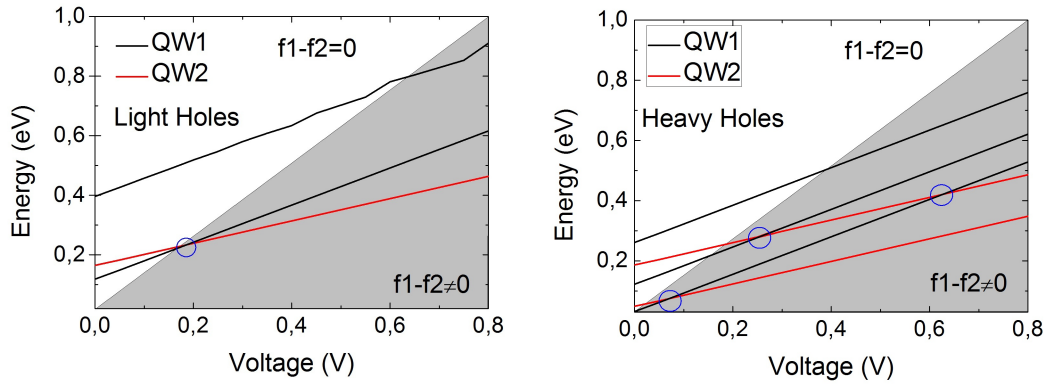 1,0
0,8
0,6
0,4
0,2
Energy (eV)
QW1
QW2
f1-f2=0
Light Holes
f1-f2≠0
0,0 0,2 0,4 0,6 0,8
Voltage (V)
1,0
0,8
0,6
0,4
0,2
Energy (eV)
QW1
QW2
f1-f2=0
Heavy Holes
f1-f2≠0
0,0 0,2 0,4 0,6 0,8
Voltage (V)